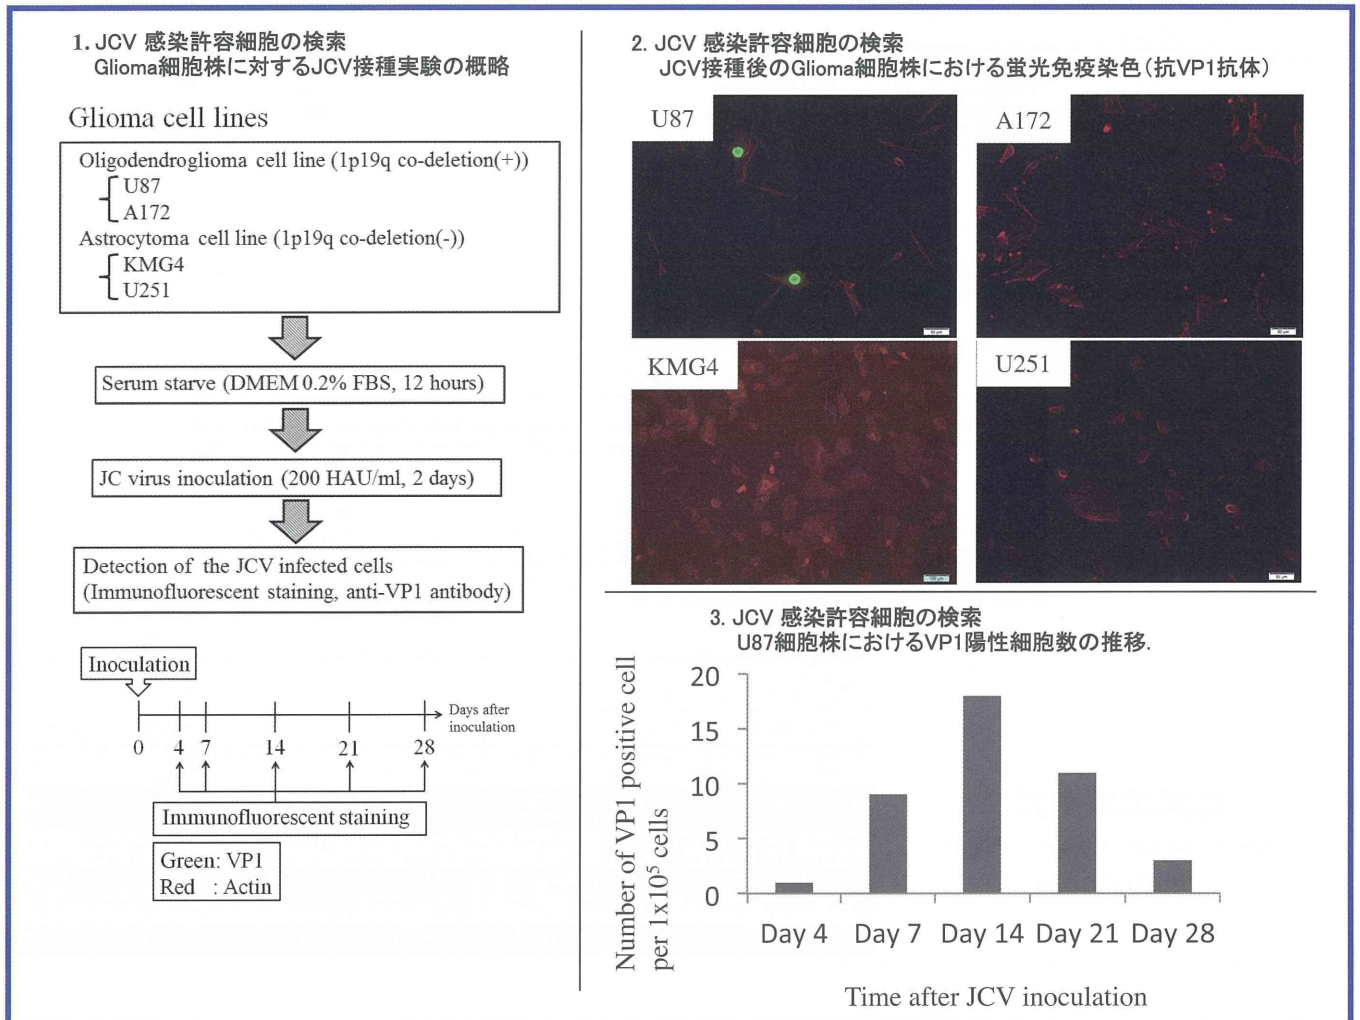 1. JCV 感染許容細胞の検索
Glioma細胞株に対するJCV接種実験の概略
Glioma cell lines
Oligodendroglioma cell line (1p19q co-deletion(+))
U87
A172
Astrocytoma cell line (1p19q co-deletion(-))
KMG4
U251
Serum starve (DMEM 0.2% FBS, 12 hours)
JC virus inoculation (200 HAU/ml, 2 days)
Detection of the JCV infected cells
(Immunofluorescent staining, anti-VP1 antibody)
Inoculation
Days after
inoculation
0 4 7 14 21 28
Immunofluorescent staining
Green: VP1
Red : Actin
2. JCV 感染許容細胞の検索
JCV接種後のGlioma細胞株における蛍光免疫染色(抗VP1抗体)
U87
A172
KMG4
U251
3. JCV 感染許容細胞の検索
U87細胞株におけるVP1陽性細胞数の推移.
Number of VP1 positive cell
per 1x10⁵ cells
20
15
10
5
0
Day 4 Day 7 Day 14 Day 21 Day 28
Time after JCV inoculation